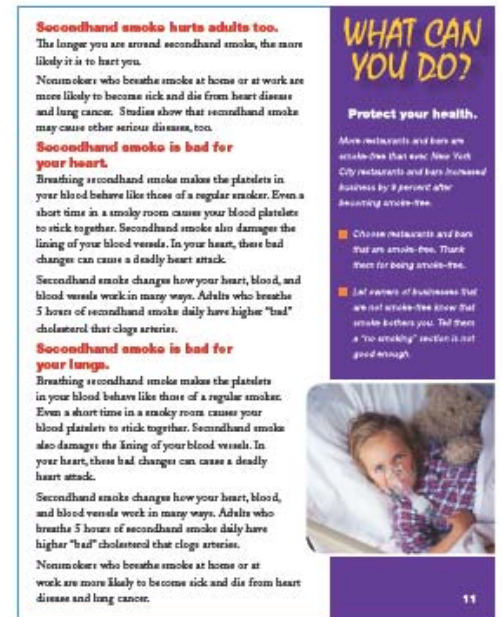 Secondhand smoke hurts adults too.
The longer you are around secondhand smoke, the more
likely it is to hurt you.
Nonsmokers who breathe smoke at home or at work are
more likely to become sick and die from heart disease
and lung cancer. Studies show that secondhand smoke
may cause other serious diseases, too.
Secondhand smoke is bad for
your heart.
Breathing secondhand smoke makes the platelets in
your blood behave like those of a regular smoker. Even a
short time in a smoky room causes your blood platelets
to stick together. Secondhand smoke also damages the
lining of your blood vessels. In your heart, these bad
changes can cause a deadly heart attack.
Secondhand smoke changes how your heart, blood, and
blood vessels work in many ways. Adults who breathe
5 hours of secondhand smoke daily have higher "bad"
cholesterol that clogs arteries.
Secondhand smoke is bad for
your lungs.
Breathing secondhand smoke makes the platelets
in your blood behave like those of a regular smoker.
Even a short time in a smoky room causes your
blood platelets to stick together. Secondhand smoke
also damages the lining of your blood vessels. In
your heart, these bad changes can cause a deadly
heart attack.
Secondhand smoke changes how your heart, blood,
and blood vessels work in many ways. Adults who
breathe 5 hours of secondhand smoke daily have
higher "bad" cholesterol that clogs arteries.
Nonsmokers who breathe smoke at home or at
work are more likely to become sick and die from heart
disease and lung cancer.
WHAT CAN
YOU DO?
Protect your health.
More restaurants and bars are
smoke-free than ever. New York
City restaurants and bars increased
business by 9 percent after
becoming smoke-free.
Choose restaurants and bars
that are smoke-free. Thank
them for being smoke-free.
Let owners of businesses that
are not smoke-free know that
smoke bothers you. Tell them
a "no smoking" section is not
good enough.
11